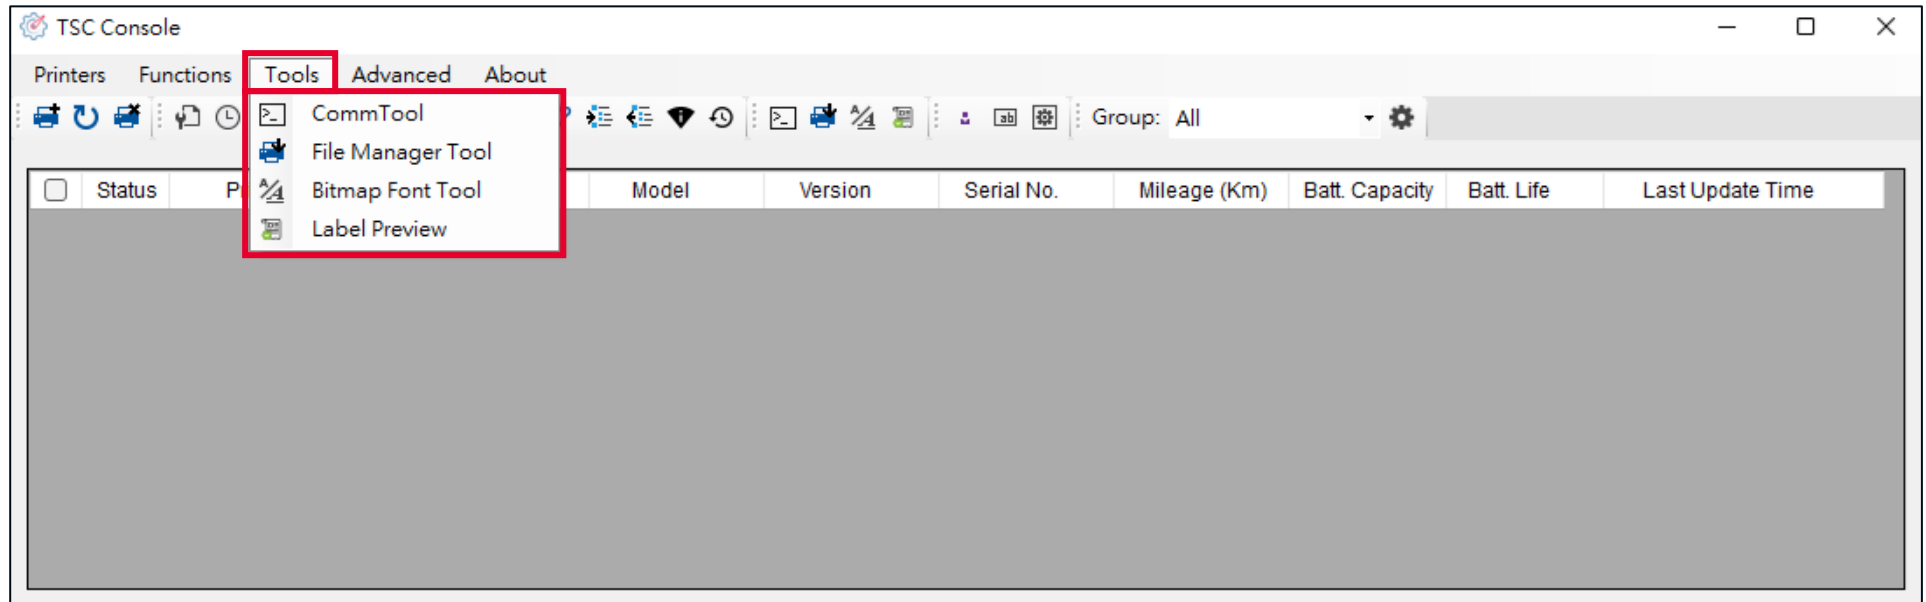 TSC Console
Printers Functions Tools Advanced About
CommTool
File Manager Tool
Bitmap Font Tool
Label Preview
Group: All
Status Model Version Serial No. Mileage (Km) Batt. Capacity Batt. Life Last Update Time